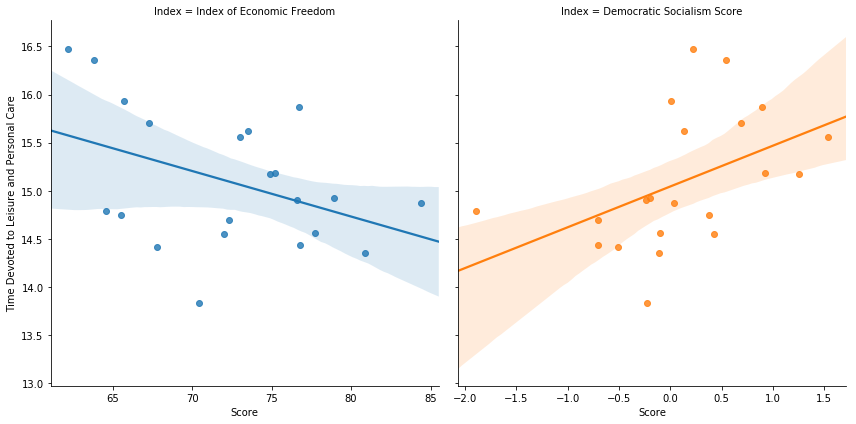 Index = Index of Economic Freedom
Index = Democratic Socialism Score
Time Devoted to Leisure and Personal Care
16.5
16.0
15.5
15.0
14.5
14.0
13.5
13.0
65 70 75 80 85
−2.0 −1.5 −1.0 −0.5 0.0 0.5 1.0 1.5
Score
Score